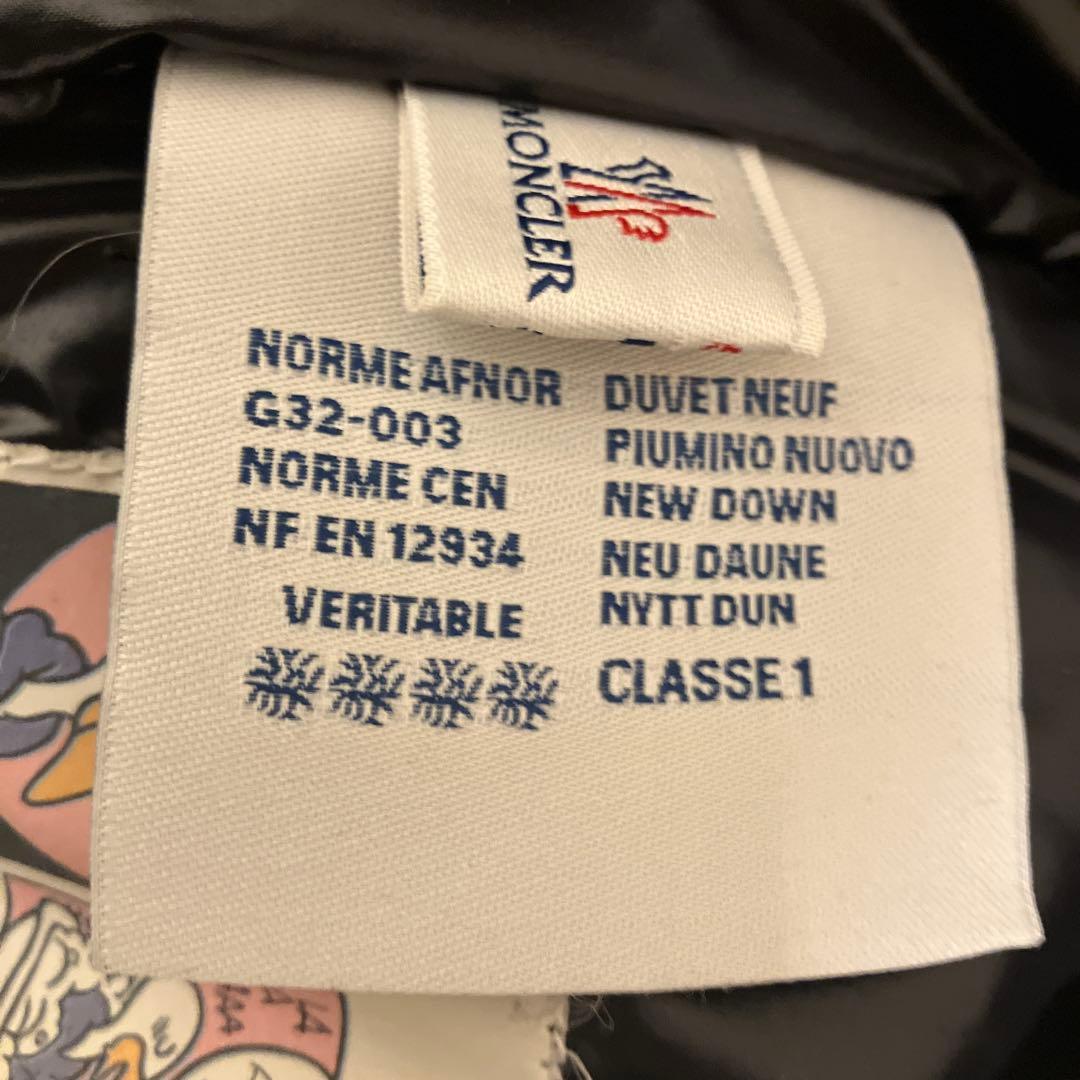 MONCLER
NORME AFNOR
G32-003
NORME CEN
NF EN 12934
VERITABLE
DUVET NEUF
PIUMINO NUOVO
NEW DOWN
NEU DAUNE
NYTT DUN
CLASSE 1